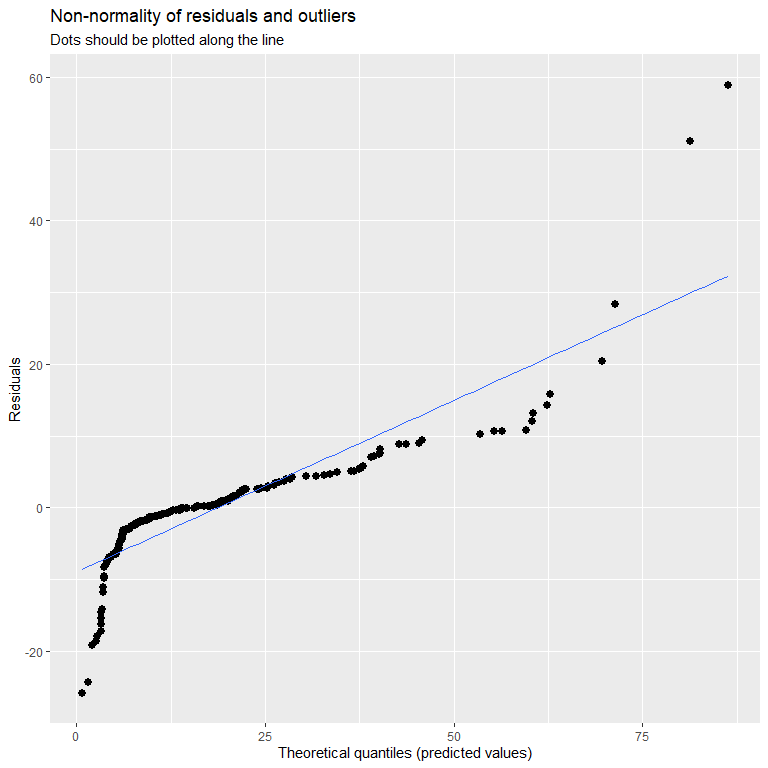 Non-normality of residuals and outliers
Dots should be plotted along the line
60
40
20
0
-20
Residuals
0 25 50 75
Theoretical quantiles (predicted values)